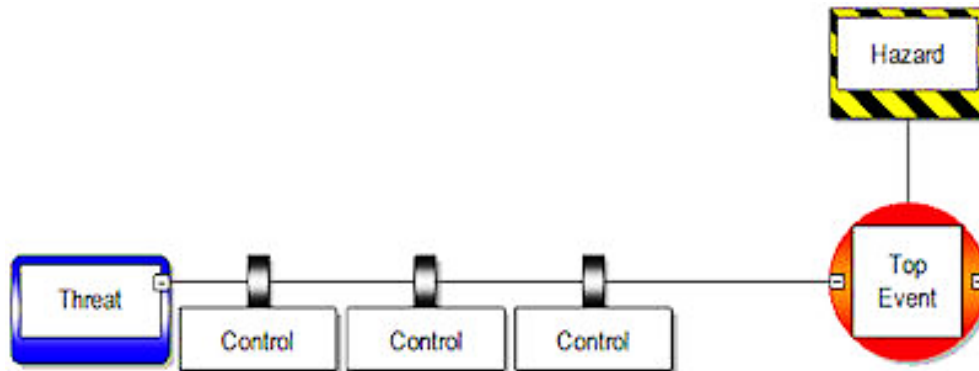 Hazard
Top
Event
Threat
Control
Control
Control